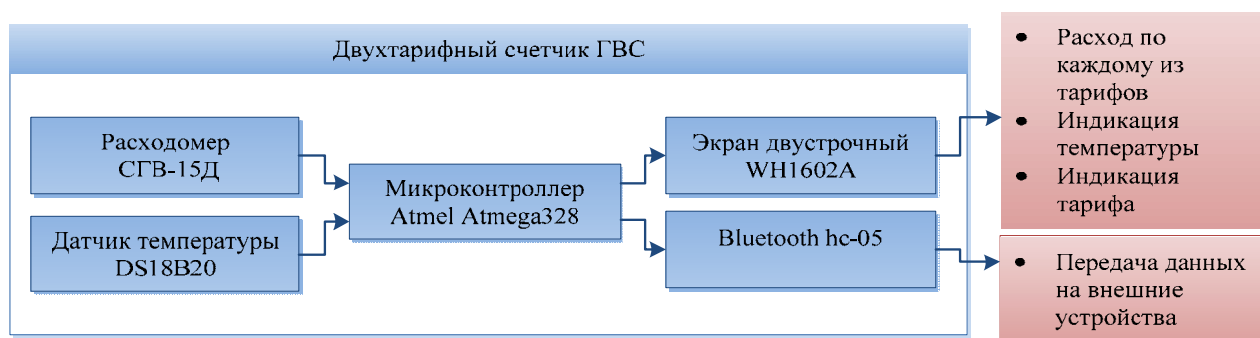 Двухтарифный счетчик ГВС
Расходомер
СГВ-15Д
Датчик температуры
DS18B20
Микроконтроллер
Atmel Atmega328
Экран двустрочный
WH1602A
Bluetooth hc-05
• Расход по
каждому из
тарифов
• Индикация
температуры
• Индикация
тарифа
• Передача данных
на внешние
устройства